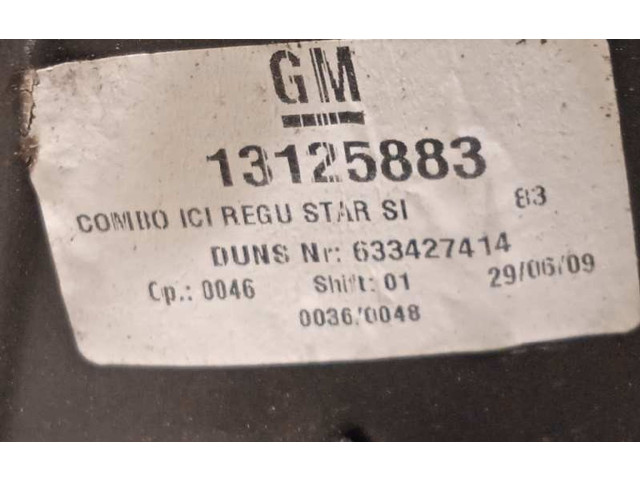 GM
13125883
COMBO ICI REGU STAR SI 83
DUNS Nr: 633427414
Op.: 0046 Shift: 01 29/06/09
0036/0048